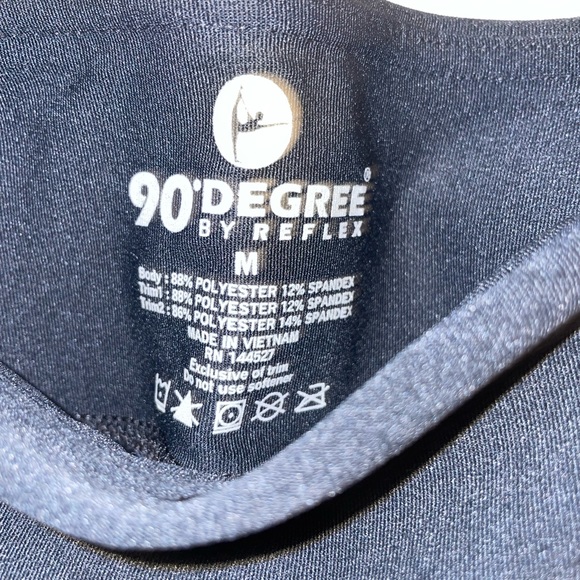 90°DEGREE®
BY REFLEX
M
Body : 88% POLYESTER 12% SPANDEX
Trim1 : 88% POLYESTER 12% SPANDEX
Trim2 : 86% POLYESTER 14% SPANDEX
MADE IN VIETNAM
RN 144527
Exclusive of trim
Do not use softener